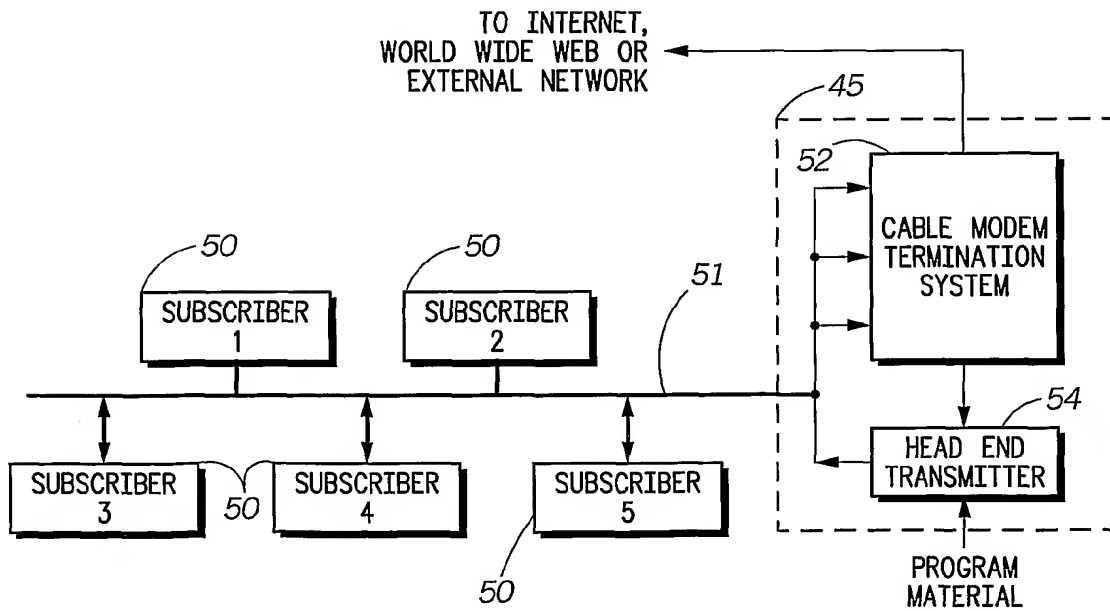 TO INTERNET,
WORLD WIDE WEB OR
EXTERNAL NETWORK
45
52
CABLE MODEM
TERMINATION
SYSTEM
50
50
51
SUBSCRIBER
1
SUBSCRIBER
2
54
HEAD END
TRANSMITTER
SUBSCRIBER
3
50
SUBSCRIBER
4
SUBSCRIBER
5
50
PROGRAM
MATERIAL